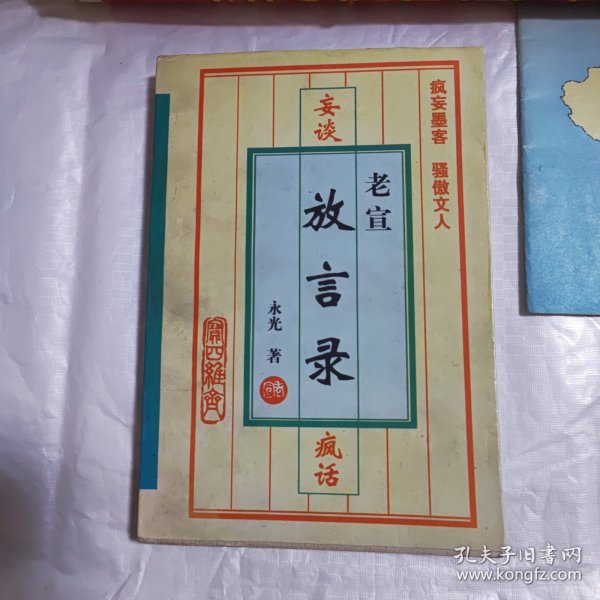 疯妄墨客 骚傲文人
妄谈
老宣
放言录
永光 著
疯话
孔夫子旧书网
www.kongfz.com